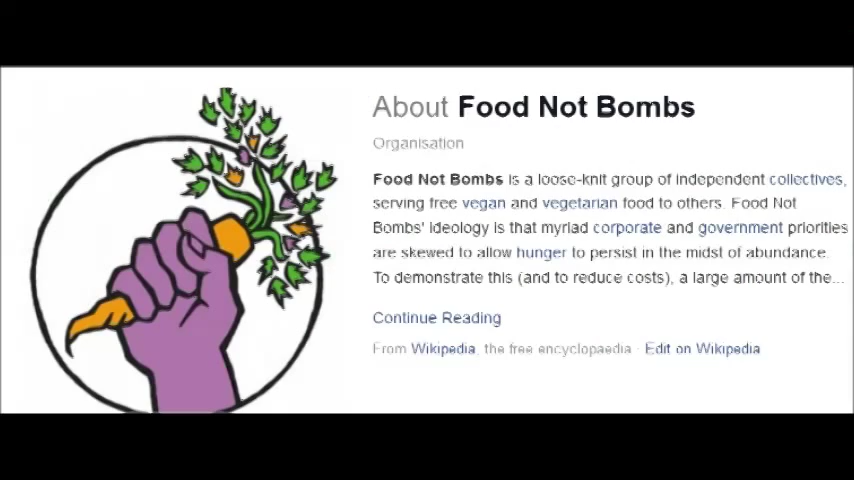 About Food Not Bombs
Organisation
Food Not Bombs is a loose-knit group of independent collectives,
serving free vegan and vegetarian food to others. Food Not
Bombs' ideology is that myriad corporate and government priorities
are skewed to allow hunger to persist in the midst of abundance.
To demonstrate this (and to reduce costs), a large amount of the...
Continue Reading
From Wikipedia, the free encyclopaedia · Edit on Wikipedia